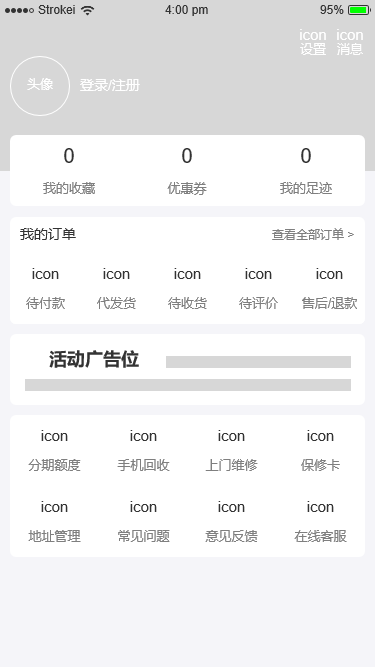 Strokei 4:00 pm 95%
icon icon
设置 消息
头像 登录/注册
0 0 0
我的收藏 优惠券 我的足迹
我的订单 查看全部订单 >
icon icon icon icon icon
待付款 代发货 待收货 待评价 售后/退款
活动广告位
icon icon icon icon
分期额度 手机回收 上门维修 保修卡
icon icon icon icon
地址管理 常见问题 意见反馈 在线客服